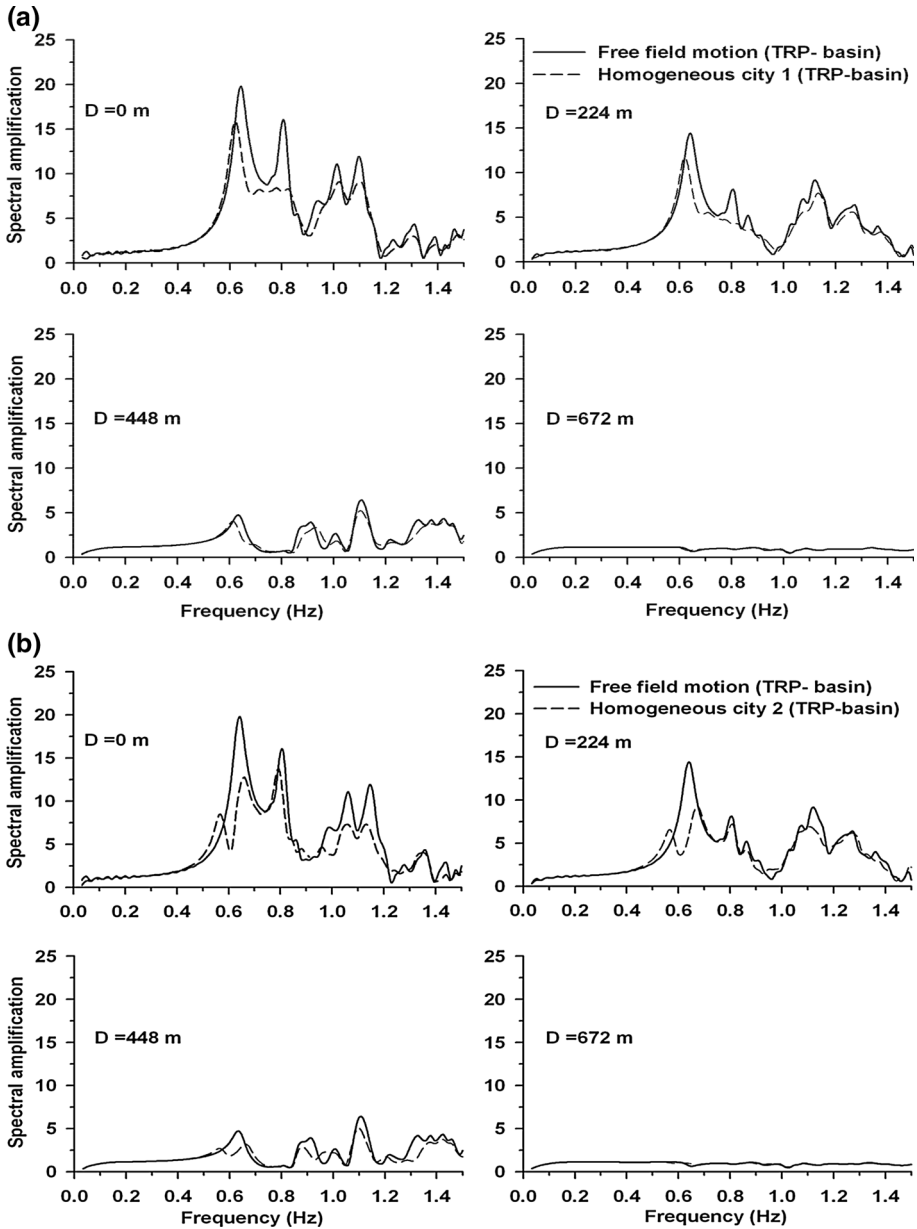 (a)
25
20
15
10
5
0
Spectral amplification
D =0 m
0.0 0.2 0.4 0.6 0.8 1.0 1.2 1.4
25
20
15
10
5
0
Free field motion (TRP- basin)
Homogeneous city 1 (TRP-basin)
D =224 m
0.0 0.2 0.4 0.6 0.8 1.0 1.2 1.4
25
20
15
10
5
0
Spectral amplification
D =448 m
0.0 0.2 0.4 0.6 0.8 1.0 1.2 1.4
Frequency (Hz)
25
20
15
10
5
0
D =672 m
0.0 0.2 0.4 0.6 0.8 1.0 1.2 1.4
Frequency (Hz)
(b)
25
20
15
10
5
0
Spectral amplification
D =0 m
0.0 0.2 0.4 0.6 0.8 1.0 1.2 1.4
25
20
15
10
5
0
Free field motion (TRP- basin)
Homogeneous city 2 (TRP-basin)
D =224 m
0.0 0.2 0.4 0.6 0.8 1.0 1.2 1.4
25
20
15
10
5
0
Spectral amplification
D =448 m
0.0 0.2 0.4 0.6 0.8 1.0 1.2 1.4
Frequency (Hz)
25
20
15
10
5
0
D =672 m
0.0 0.2 0.4 0.6 0.8 1.0 1.2 1.4
Frequency (Hz)